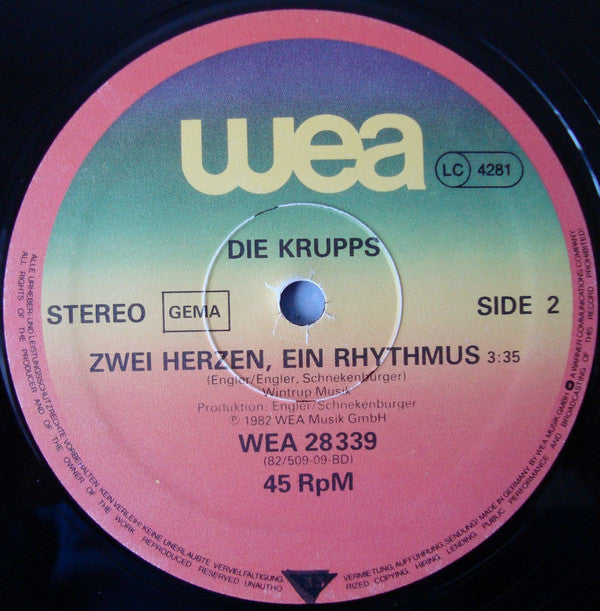 wea
LC 4281
DIE KRUPPS
STEREO GEMA SIDE 2
ZWEI HERZEN, EIN RHYTHMUS 3:35
(Engler/Engler, Schnekenburger)
Wintrup Musik
Produktion: Engler/Schnekenburger
℗ 1982 WEA Musik GmbH
WEA 28 339
(82/509-09-BD)
45 RpM
33
ALLE URHEBER- UND LEISTUNGSSCHUTZRECHTE VORBEHALTEN. KEIN VERLEIH! KEINE UNERLAUBTE VERVIELFÄLTIGUNG,
VERMIETUNG, AUFFÜHRUNG, SENDUNG! MADE IN GERMANY BY WEA MUSIK GMBH A WARNER COMMUNICATIONS COMPANY
ALL RIGHTS OF THE PRODUCER AND OF THE OWNER OF THE WORK REPRODUCED RESERVED. UNAUTHO
RIZED COPYING, HIRING, LENDING, PUBLIC PERFORMANCE AND BROADCASTING OF THIS RECORD PROHIBITED!